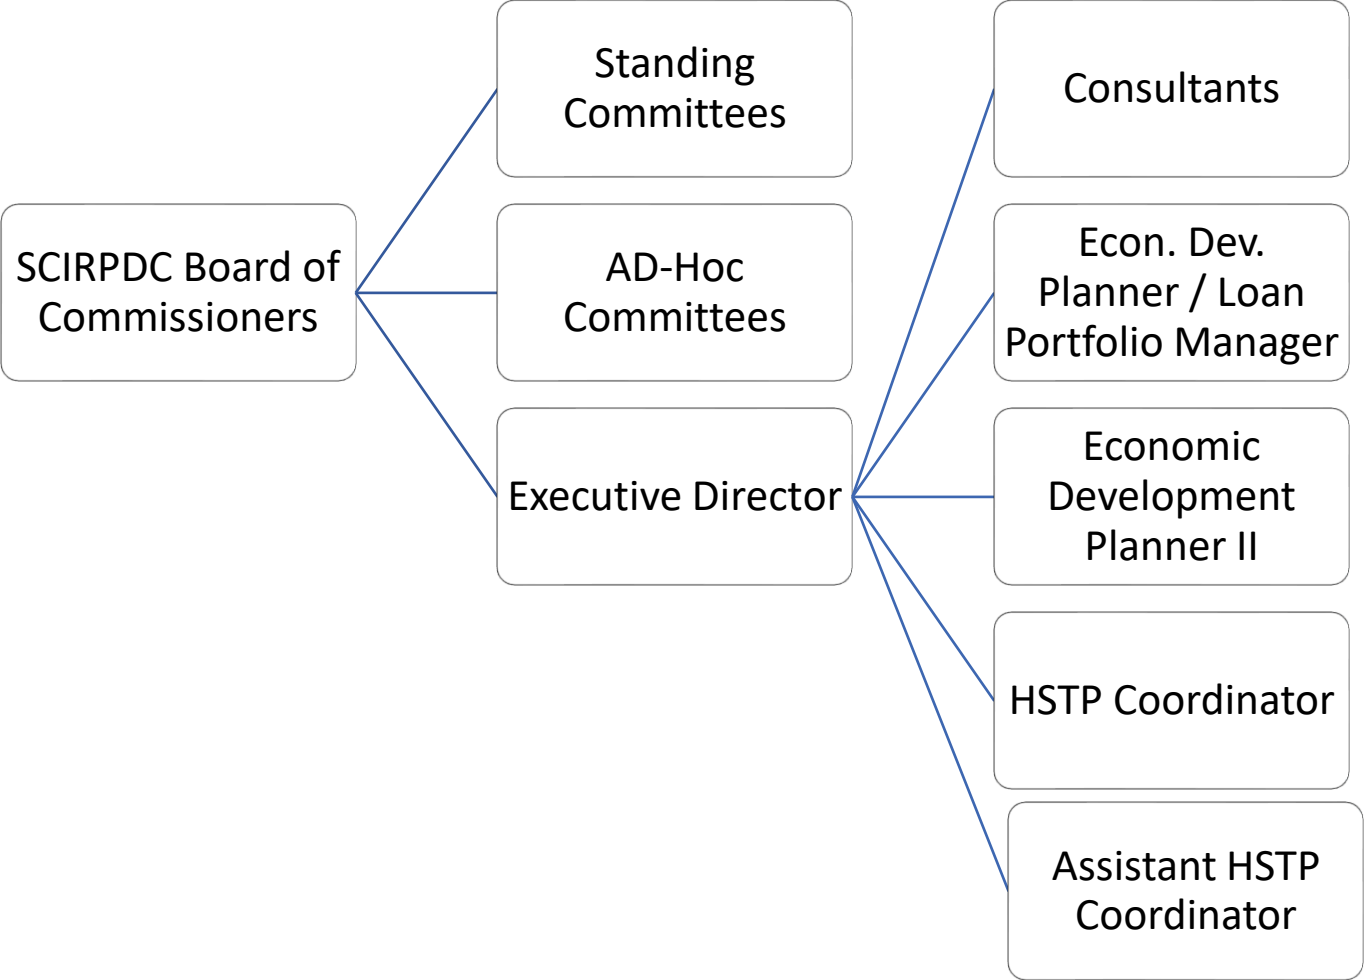 SCIRPDC Board of
Commissioners
Standing
Committees
AD-Hoc
Committees
Executive Director
Consultants
Econ. Dev.
Planner / Loan
Portfolio Manager
Economic
Development
Planner II
HSTP Coordinator
Assistant HSTP
Coordinator